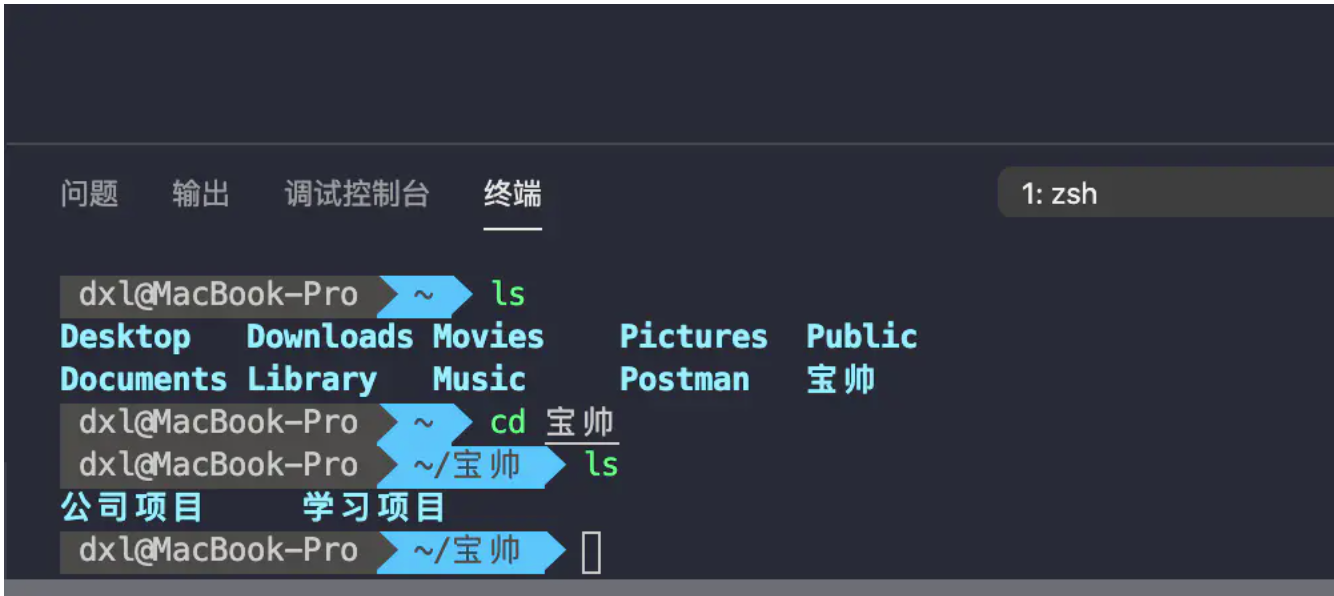 问题 输出 调试控制台 终端 1: zsh
dxl@MacBook-Pro ~ ls
Desktop Downloads Movies Pictures Public
Documents Library Music Postman 宝帅
dxl@MacBook-Pro ~ cd 宝帅
dxl@MacBook-Pro ~/宝帅 ls
公司项目 学习项目
dxl@MacBook-Pro ~/宝帅